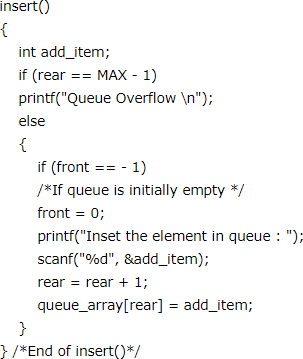 insert()
{
int add_item;
if (rear == MAX - 1)
printf("Queue Overflow \n");
else
{
if (front == - 1)
/*If queue is initially empty */
front = 0;
printf("Inset the element in queue : ");
scanf("%d", &add_item);
rear = rear + 1;
queue_array[rear] = add_item;
}
} /*End of insert()*/